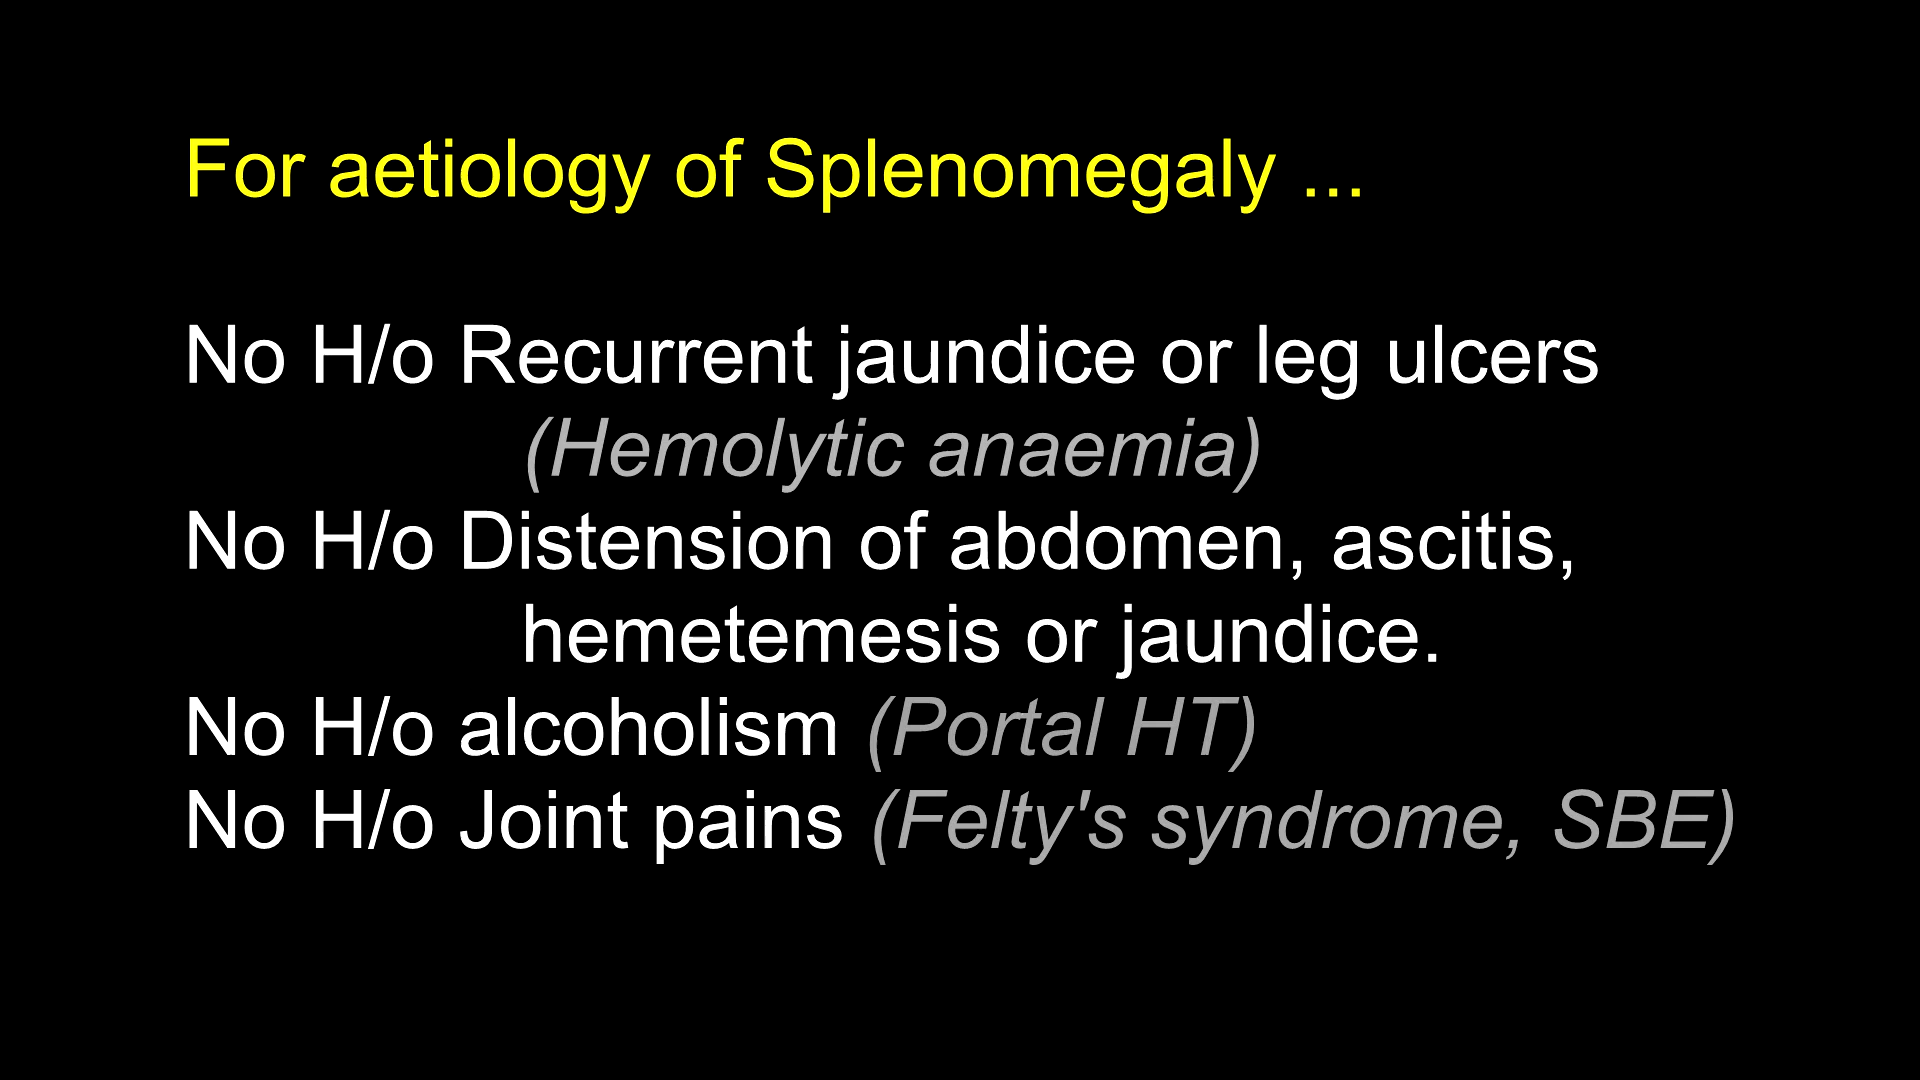 For aetiology of Splenomegaly ...
No H/o Recurrent jaundice or leg ulcers
(Hemolytic anaemia)
No H/o Distension of abdomen, ascitis,
hemetemesis or jaundice.
No H/o alcoholism (Portal HT)
No H/o Joint pains (Felty's syndrome, SBE)